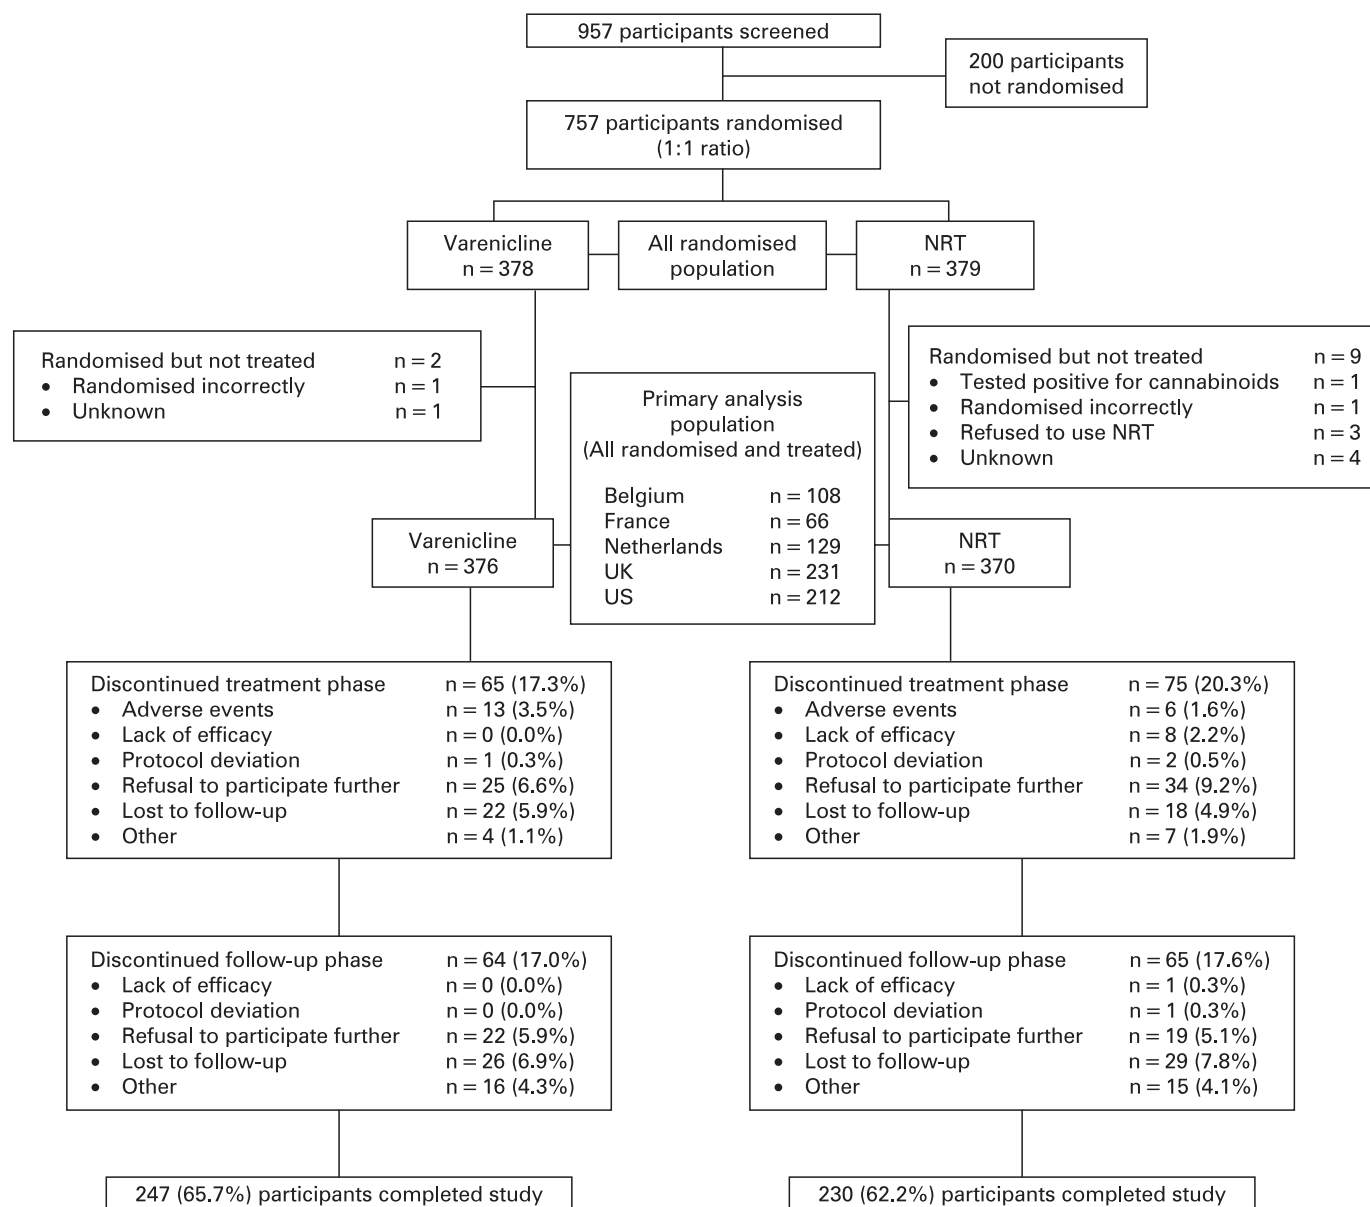 957 participants screened
200 participants
not randomised
757 participants randomised
(1:1 ratio)
Varenicline
n = 378
All randomised
population
NRT
n = 379
Randomised but not treated n = 2
• Randomised incorrectly n = 1
• Unknown n = 1
Randomised but not treated n = 9
• Tested positive for cannabinoids n = 1
• Randomised incorrectly n = 1
• Refused to use NRT n = 3
• Unknown n = 4
Primary analysis
population
(All randomised and treated)
Belgium n = 108
France n = 66
Netherlands n = 129
UK n = 231
US n = 212
Varenicline
n = 376
NRT
n = 370
Discontinued treatment phase n = 65 (17.3%)
• Adverse events n = 13 (3.5%)
• Lack of efficacy n = 0 (0.0%)
• Protocol deviation n = 1 (0.3%)
• Refusal to participate further n = 25 (6.6%)
• Lost to follow-up n = 22 (5.9%)
• Other n = 4 (1.1%)
Discontinued treatment phase n = 75 (20.3%)
• Adverse events n = 6 (1.6%)
• Lack of efficacy n = 8 (2.2%)
• Protocol deviation n = 2 (0.5%)
• Refusal to participate further n = 34 (9.2%)
• Lost to follow-up n = 18 (4.9%)
• Other n = 7 (1.9%)
Discontinued follow-up phase n = 64 (17.0%)
• Lack of efficacy n = 0 (0.0%)
• Protocol deviation n = 0 (0.0%)
• Refusal to participate further n = 22 (5.9%)
• Lost to follow-up n = 26 (6.9%)
• Other n = 16 (4.3%)
Discontinued follow-up phase n = 65 (17.6%)
• Lack of efficacy n = 1 (0.3%)
• Protocol deviation n = 1 (0.3%)
• Refusal to participate further n = 19 (5.1%)
• Lost to follow-up n = 29 (7.8%)
• Other n = 15 (4.1%)
247 (65.7%) participants completed study
230 (62.2%) participants completed study